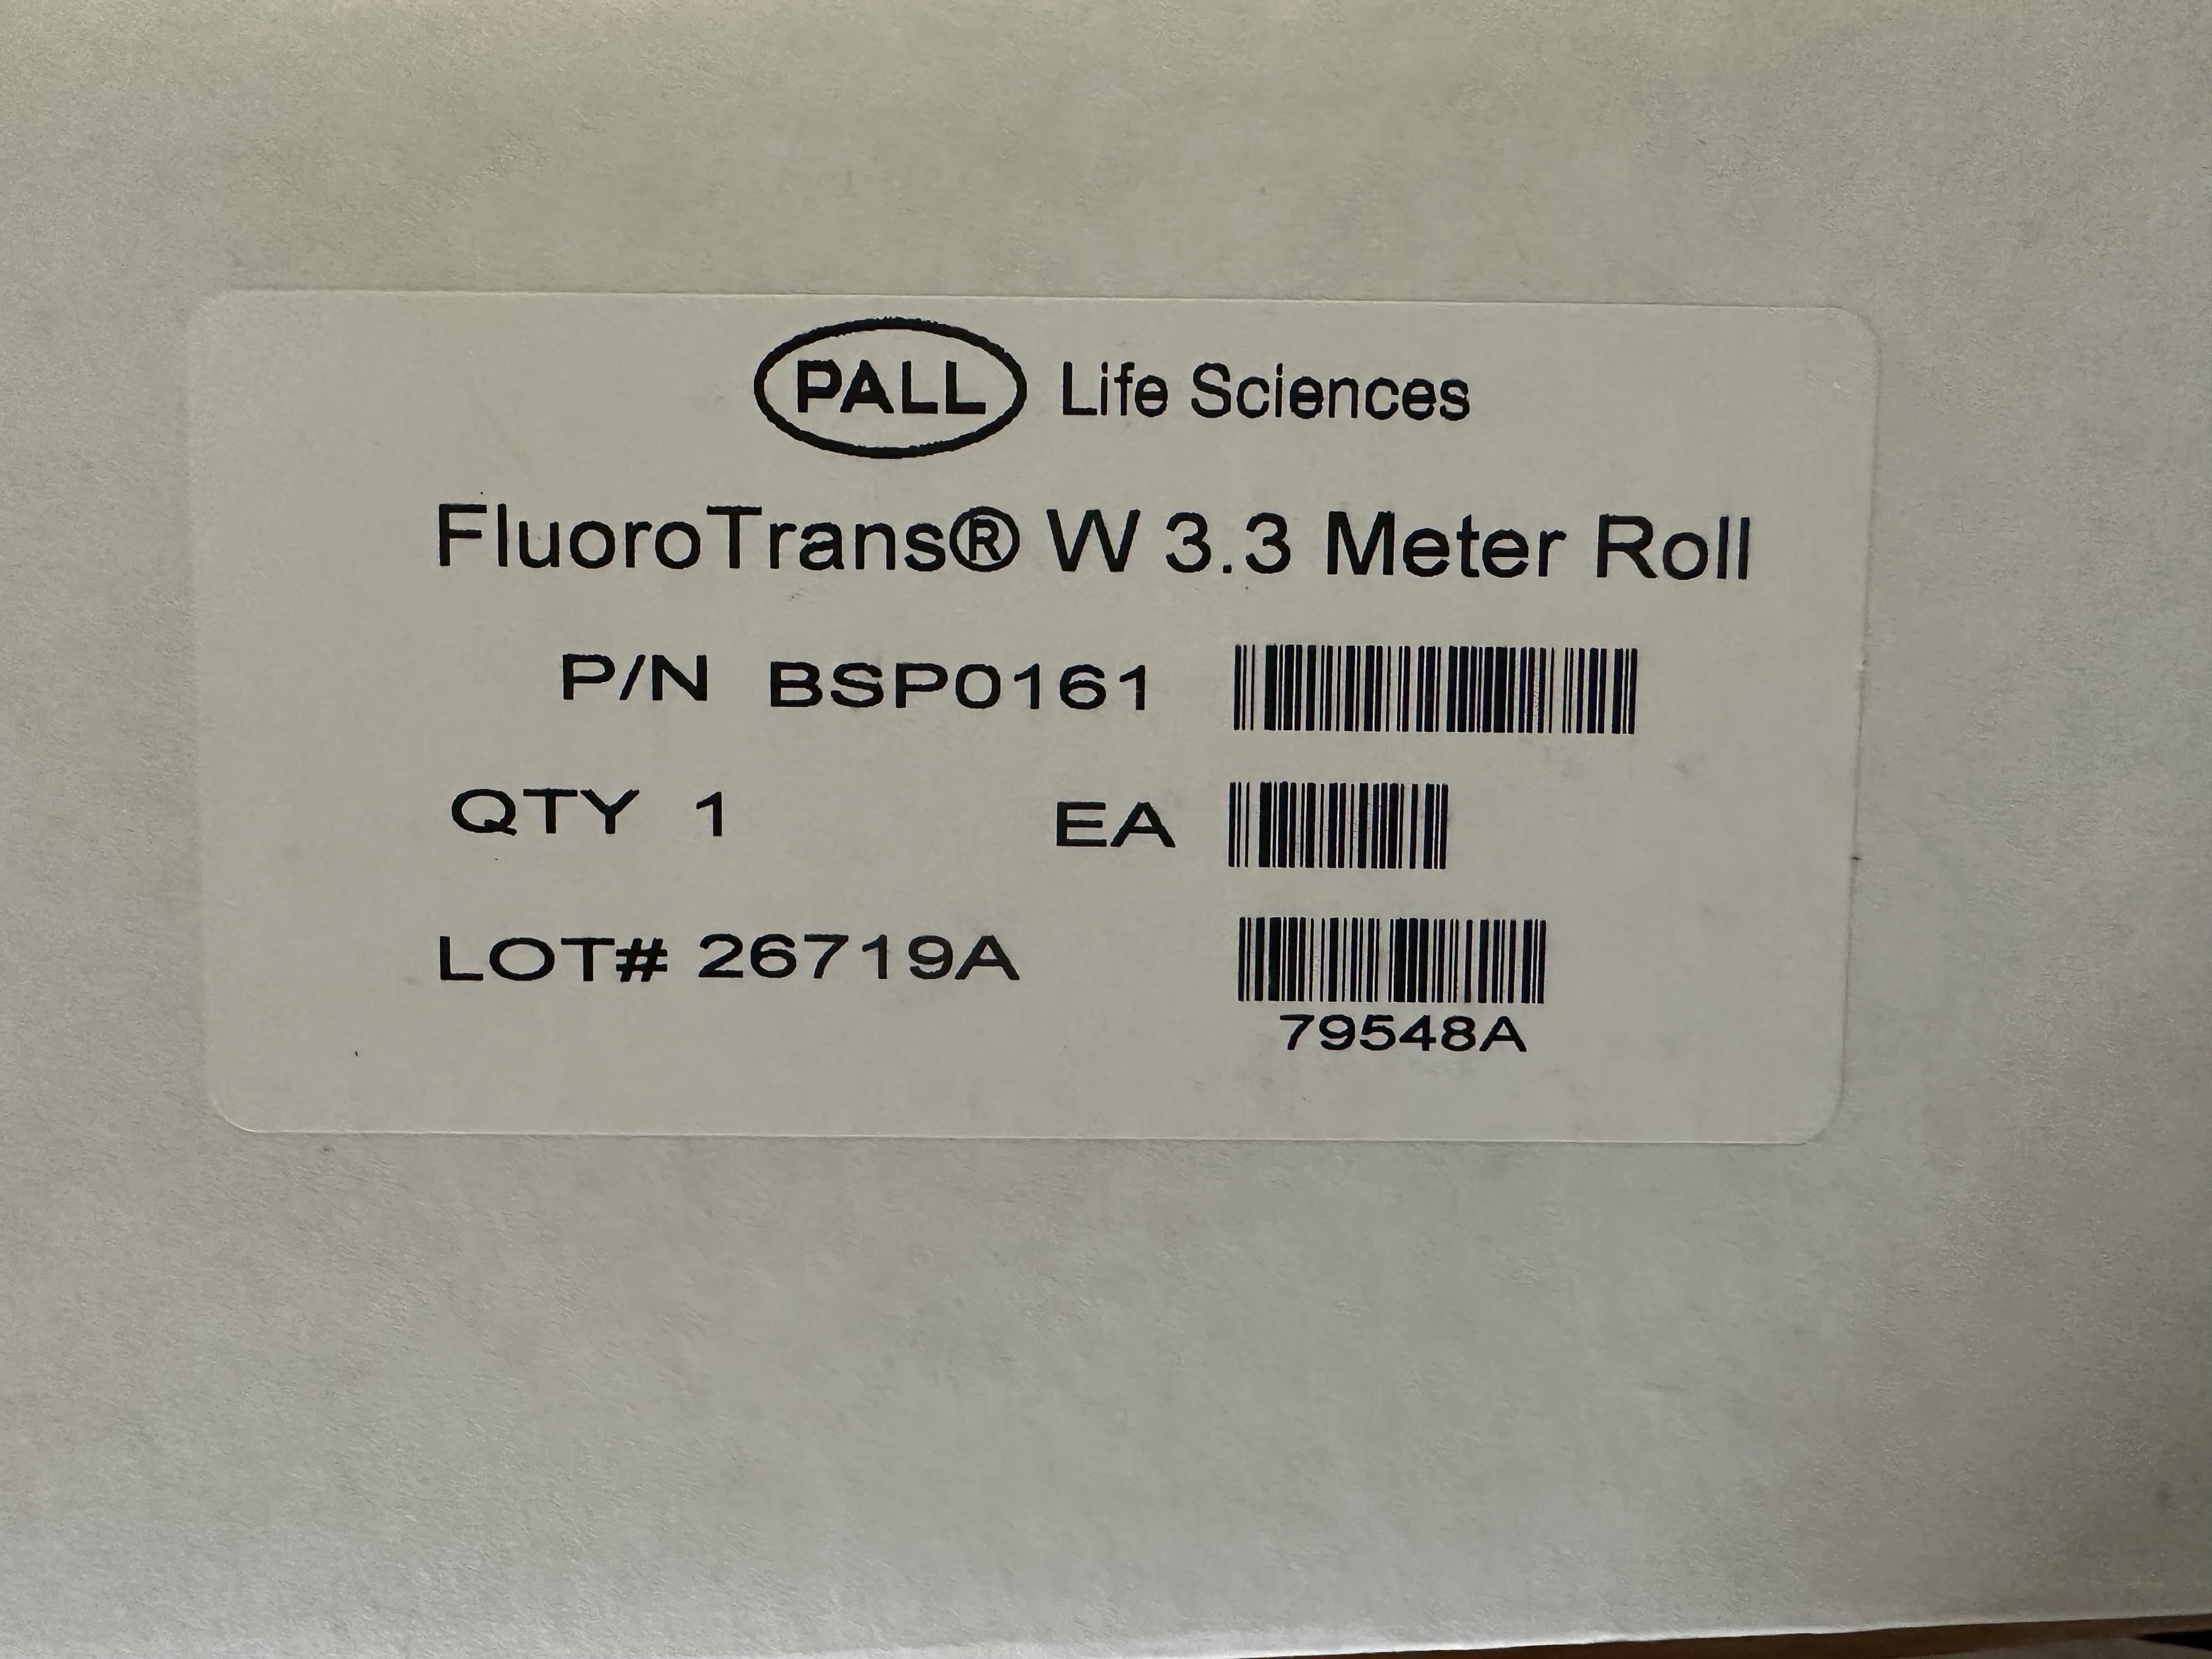 PALL Life Sciences
FluoroTrans® W 3.3 Meter Roll
P/N BSP0161
QTY 1 EA
LOT# 26719A
79548A